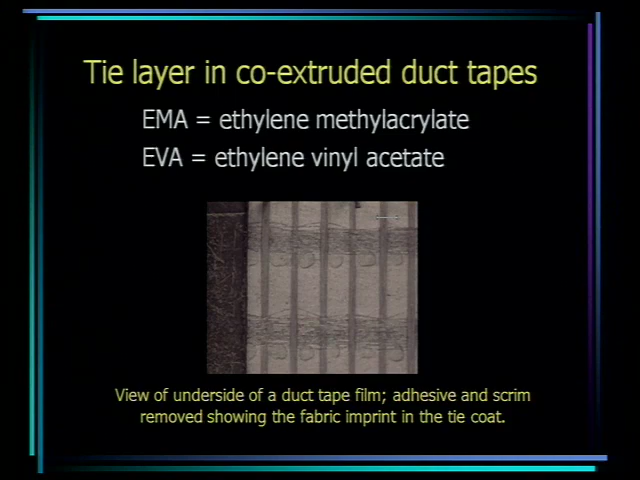 Tie layer in co-extruded duct tapes
EMA = ethylene methylacrylate
EVA = ethylene vinyl acetate
View of underside of a duct tape film; adhesive and scrim
removed showing the fabric imprint in the tie coat.